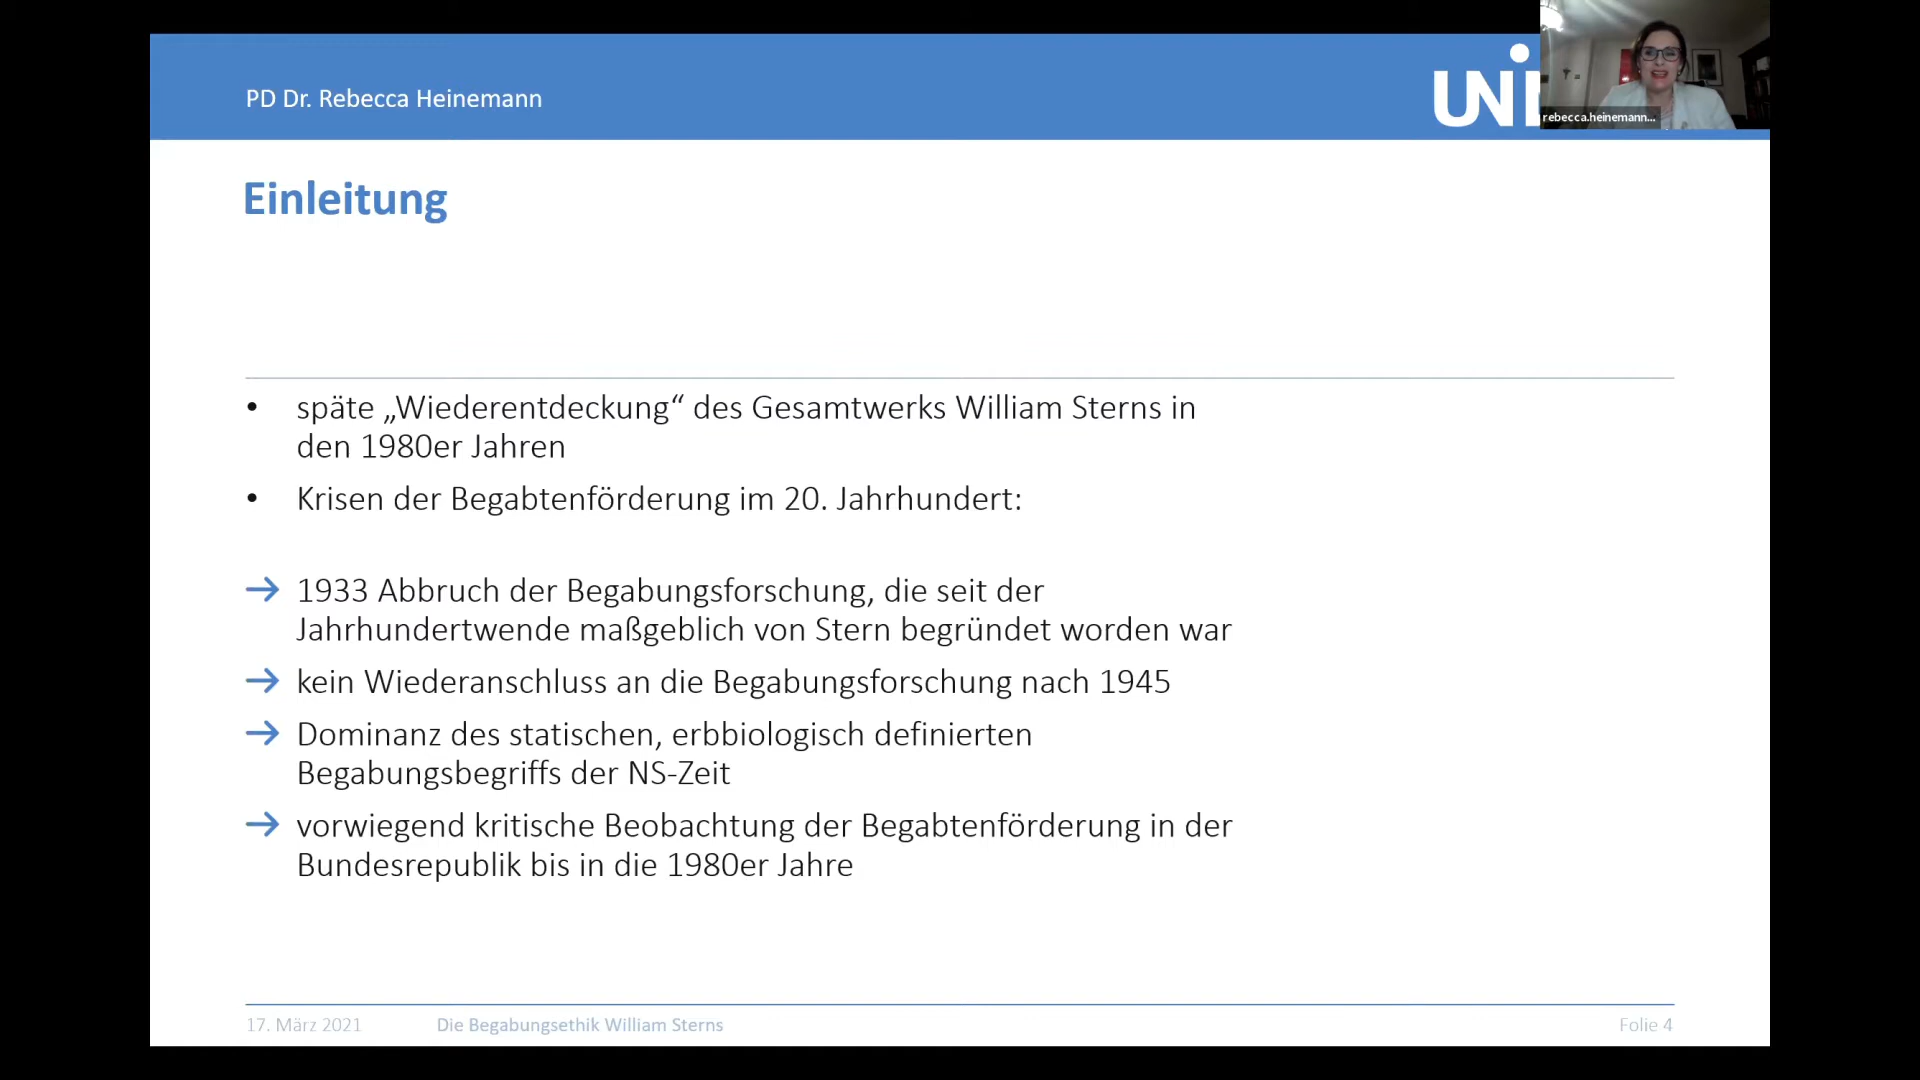 PD Dr. Rebecca Heinemann
UNI
rebecca.heinemann...
Einleitung
• späte „Wiederentdeckung“ des Gesamtwerks William Sterns in
den 1980er Jahren
• Krisen der Begabtenförderung im 20. Jahrhundert:
→ 1933 Abbruch der Begabungsforschung, die seit der
Jahrhundertwende maßgeblich von Stern begründet worden war
→ kein Wiederanschluss an die Begabungsforschung nach 1945
→ Dominanz des statischen, erbbiologisch definierten
Begabungsbegriffs der NS-Zeit
→ vorwiegend kritische Beobachtung der Begabtenförderung in der
Bundesrepublik bis in die 1980er Jahre
17. März 2021 Die Begabungsethik William Sterns Folie 4